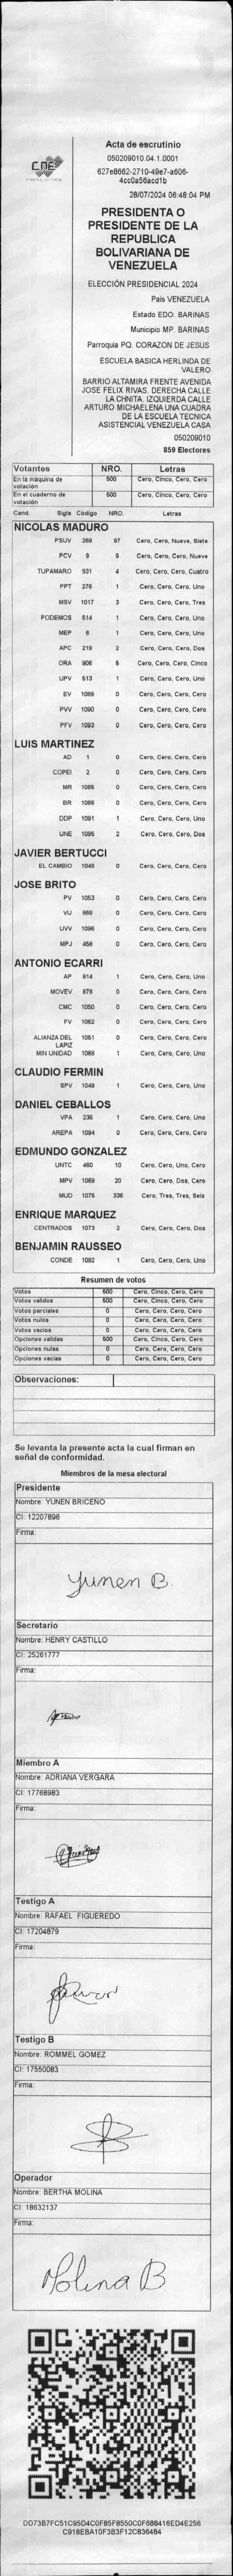 CNE
Acta de escrutinio
050209010.04.1.0001
627e8662-2710-49e7-a606-
4cc0a56acd1b
28/07/2024 06:48:04 PM
PRESIDENTA O
PRESIDENTE DE LA
REPUBLICA
BOLIVARIANA DE
VENEZUELA
ELECCIÓN PRESIDENCIAL 2024
País VENEZUELA
Estado EDO. BARINAS
Municipio MP. BARINAS
Parroquia PQ. CORAZON DE JESUS
ESCUELA BASICA HERLINDA DE
VALERO
BARRIO ALTAMIRA FRENTE AVENIDA
JOSE FELIX RIVAS. DERECHA CALLE
LA CHNITA. IZQUIERDA CALLE
ARTURO MICHAELENA UNA CUADRA
DE LA ESCUELA TECNICA
ASISTENCIAL VENEZUELA CASA
050209010
859 Electores
Votantes NRO. Letras
En la máquina de votación 500 Cero, Cinco, Cero, Cero
En el cuaderno de votación 500 Cero, Cinco, Cero, Cero
Cand. Sigla Código NRO. Letras
NICOLAS MADURO
PSUV 269 97 Cero, Cero, Nueve, Siete
PCV 9 9 Cero, Cero, Cero, Nueve
TUPAMARO 931 4 Cero, Cero, Cero, Cuatro
PPT 276 1 Cero, Cero, Cero, Uno
MSV 1017 3 Cero, Cero, Cero, Tres
PODEMOS 514 1 Cero, Cero, Cero, Uno
MEP 6 1 Cero, Cero, Cero, Uno
APC 219 2 Cero, Cero, Cero, Dos
ORA 906 5 Cero, Cero, Cero, Cinco
UPV 513 1 Cero, Cero, Cero, Uno
EV 1089 0 Cero, Cero, Cero, Cero
PVV 1090 0 Cero, Cero, Cero, Cero
PFV 1093 0 Cero, Cero, Cero, Cero
LUIS MARTINEZ
AD 1 0 Cero, Cero, Cero, Cero
COPEI 2 0 Cero, Cero, Cero, Cero
MR 1065 0 Cero, Cero, Cero, Cero
BR 1066 0 Cero, Cero, Cero, Cero
DDP 1091 1 Cero, Cero, Cero, Uno
UNE 1095 2 Cero, Cero, Cero, Dos
JAVIER BERTUCCI
EL CAMBIO 1048 0 Cero, Cero, Cero, Cero
JOSE BRITO
PV 1053 0 Cero, Cero, Cero, Cero
VU 868 0 Cero, Cero, Cero, Cero
UVV 1096 0 Cero, Cero, Cero, Cero
MPJ 458 0 Cero, Cero, Cero, Cero
ANTONIO ECARRI
AP 814 1 Cero, Cero, Cero, Uno
MOVEV 878 0 Cero, Cero, Cero, Cero
CMC 1050 0 Cero, Cero, Cero, Cero
FV 1062 0 Cero, Cero, Cero, Cero
ALIANZA DEL LAPIZ 1051 0 Cero, Cero, Cero, Cero
MIN UNIDAD 1068 1 Cero, Cero, Cero, Uno
CLAUDIO FERMIN
SPV 1049 1 Cero, Cero, Cero, Uno
DANIEL CEBALLOS
VPA 236 1 Cero, Cero, Cero, Uno
AREPA 1094 0 Cero, Cero, Cero, Cero
EDMUNDO GONZALEZ
UNTC 460 10 Cero, Cero, Uno, Cero
MPV 1069 20 Cero, Cero, Dos, Cero
MUD 1075 336 Cero, Tres, Tres, Seis
ENRIQUE MARQUEZ
CENTRADOS 1073 2 Cero, Cero, Cero, Dos
BENJAMIN RAUSSEO
CONDE 1092 1 Cero, Cero, Cero, Uno
Resumen de votos
Votos 500 Cero, Cinco, Cero, Cero
Votos validos 500 Cero, Cinco, Cero, Cero
Votos parciales 0 Cero, Cero, Cero, Cero
Votos nulos 0 Cero, Cero, Cero, Cero
Votos vacios 0 Cero, Cero, Cero, Cero
Opciones validas 500 Cero, Cinco, Cero, Cero
Opciones nulas 0 Cero, Cero, Cero, Cero
Opciones vacias 0 Cero, Cero, Cero, Cero
Observaciones:
Se levanta la presente acta la cual firman en
señal de conformidad.
Miembros de la mesa electoral
Presidente
Nombre: YUNEN BRICEÑO
CI: 12207898
Firma:
Yunen B.
Secretario
Nombre: HENRY CASTILLO
CI: 25261777
Firma:
Miembro A
Nombre: ADRIANA VERGARA
CI: 17768983
Firma:
Testigo A
Nombre: RAFAEL FIGUEREDO
CI: 17204879
Firma:
Testigo B
Nombre: ROMMEL GOMEZ
CI: 17550083
Firma:
Operador
Nombre: BERTHA MOLINA
CI: 18632137
Firma:
Molina B
DD73B7FC51C95D4C0F85F8550C0F688416ED4E256
C918EBA10F3B3F12C836484